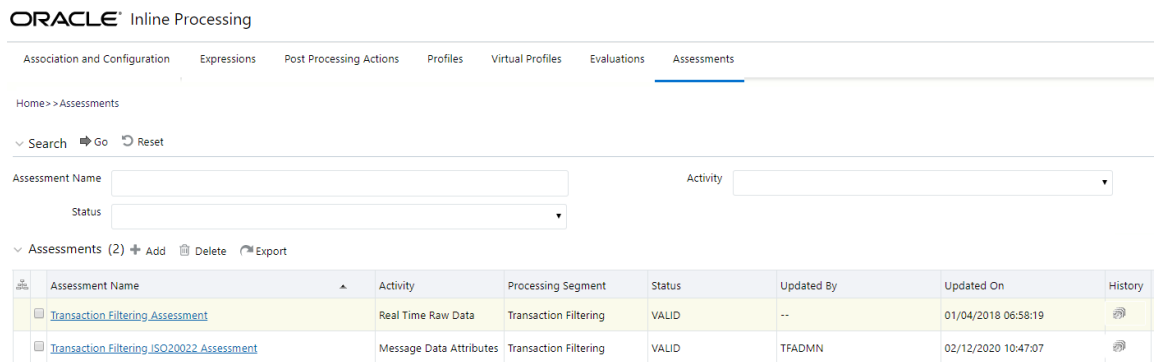 ORACLE® Inline Processing
Association and Configuration Expressions Post Processing Actions Profiles Virtual Profiles Evaluations Assessments
Home>>Assessments
Search Go Reset
Assessment Name Activity
Status
Assessments (2) Add Delete Export
Assessment Name Activity Processing Segment Status Updated By Updated On History
Transaction Filtering Assessment Real Time Raw Data Transaction Filtering VALID -- 01/04/2018 06:58:19
Transaction Filtering ISO20022 Assessment Message Data Attributes Transaction Filtering VALID TFADMN 02/12/2020 10:47:07